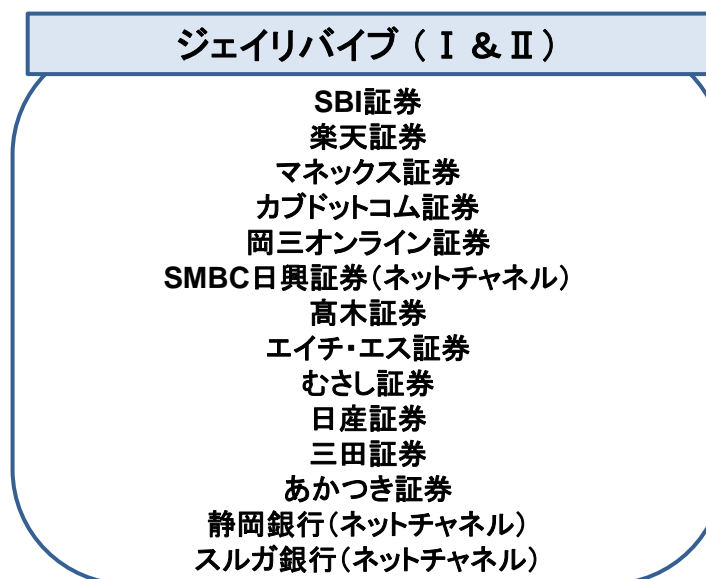 ジェイリバイブ（Ⅰ＆Ⅱ）
SBI証券
楽天証券
マネックス証券
カブドットコム証券
岡三オンライン証券
SMBC日興証券（ネットチャネル）
髙木証券
エイチ・エス証券
むさし証券
日産証券
三田証券
あかつき証券
静岡銀行（ネットチャネル）
スルガ銀行（ネットチャネル）